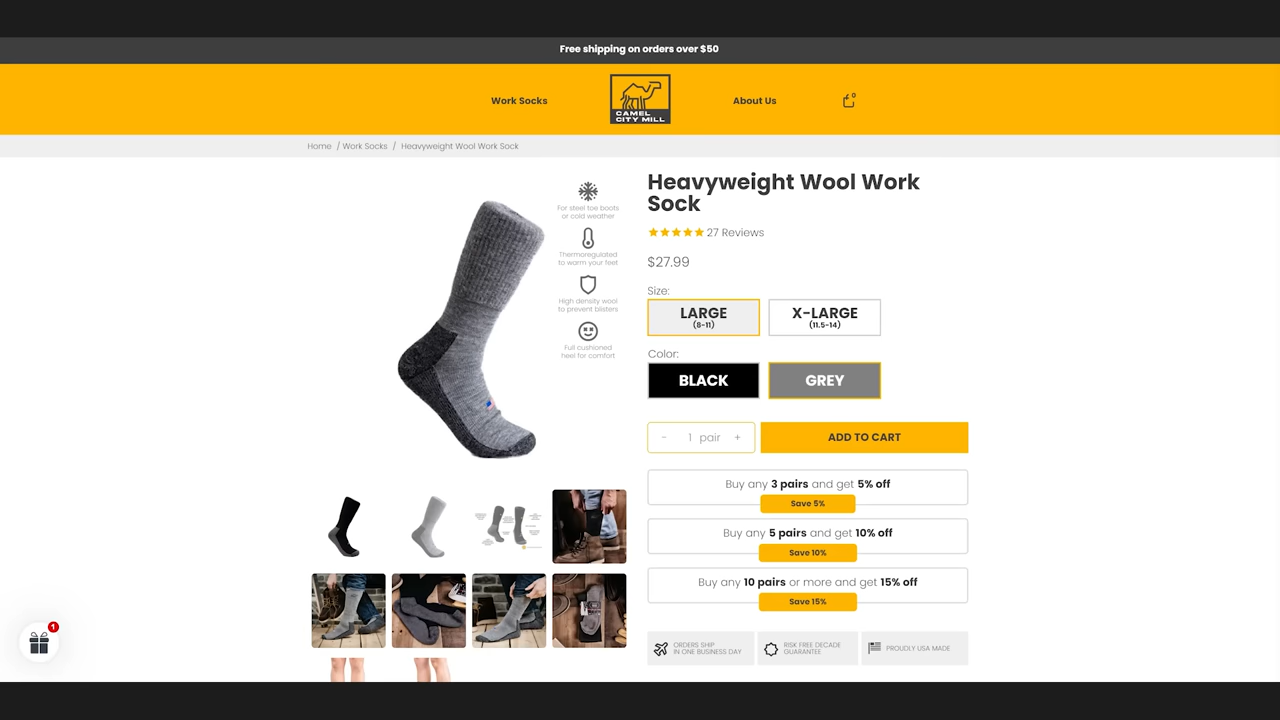 Free shipping on orders over $50
Work Socks
CAMEL
CITY MILL
About Us
0
Home / Work Socks / Heavyweight Wool Work Sock
For steel toe boots
or cold weather
Thermoregulated
to warm your feet
High density wool
to prevent blisters
Full cushioned
heel for comfort
Heavyweight Wool Work
Sock
27 Reviews
$27.99
Size:
LARGE
(8-11)
X-LARGE
(11.5-14)
Color:
BLACK
GREY
- 1 pair +
ADD TO CART
Buy any 3 pairs and get 5% off
Save 5%
Buy any 5 pairs and get 10% off
Save 10%
Buy any 10 pairs or more and get 15% off
Save 15%
ORDERS SHIP
IN ONE BUSINESS DAY
RISK FREE DECADE
GUARANTEE
PROUDLY USA MADE
1